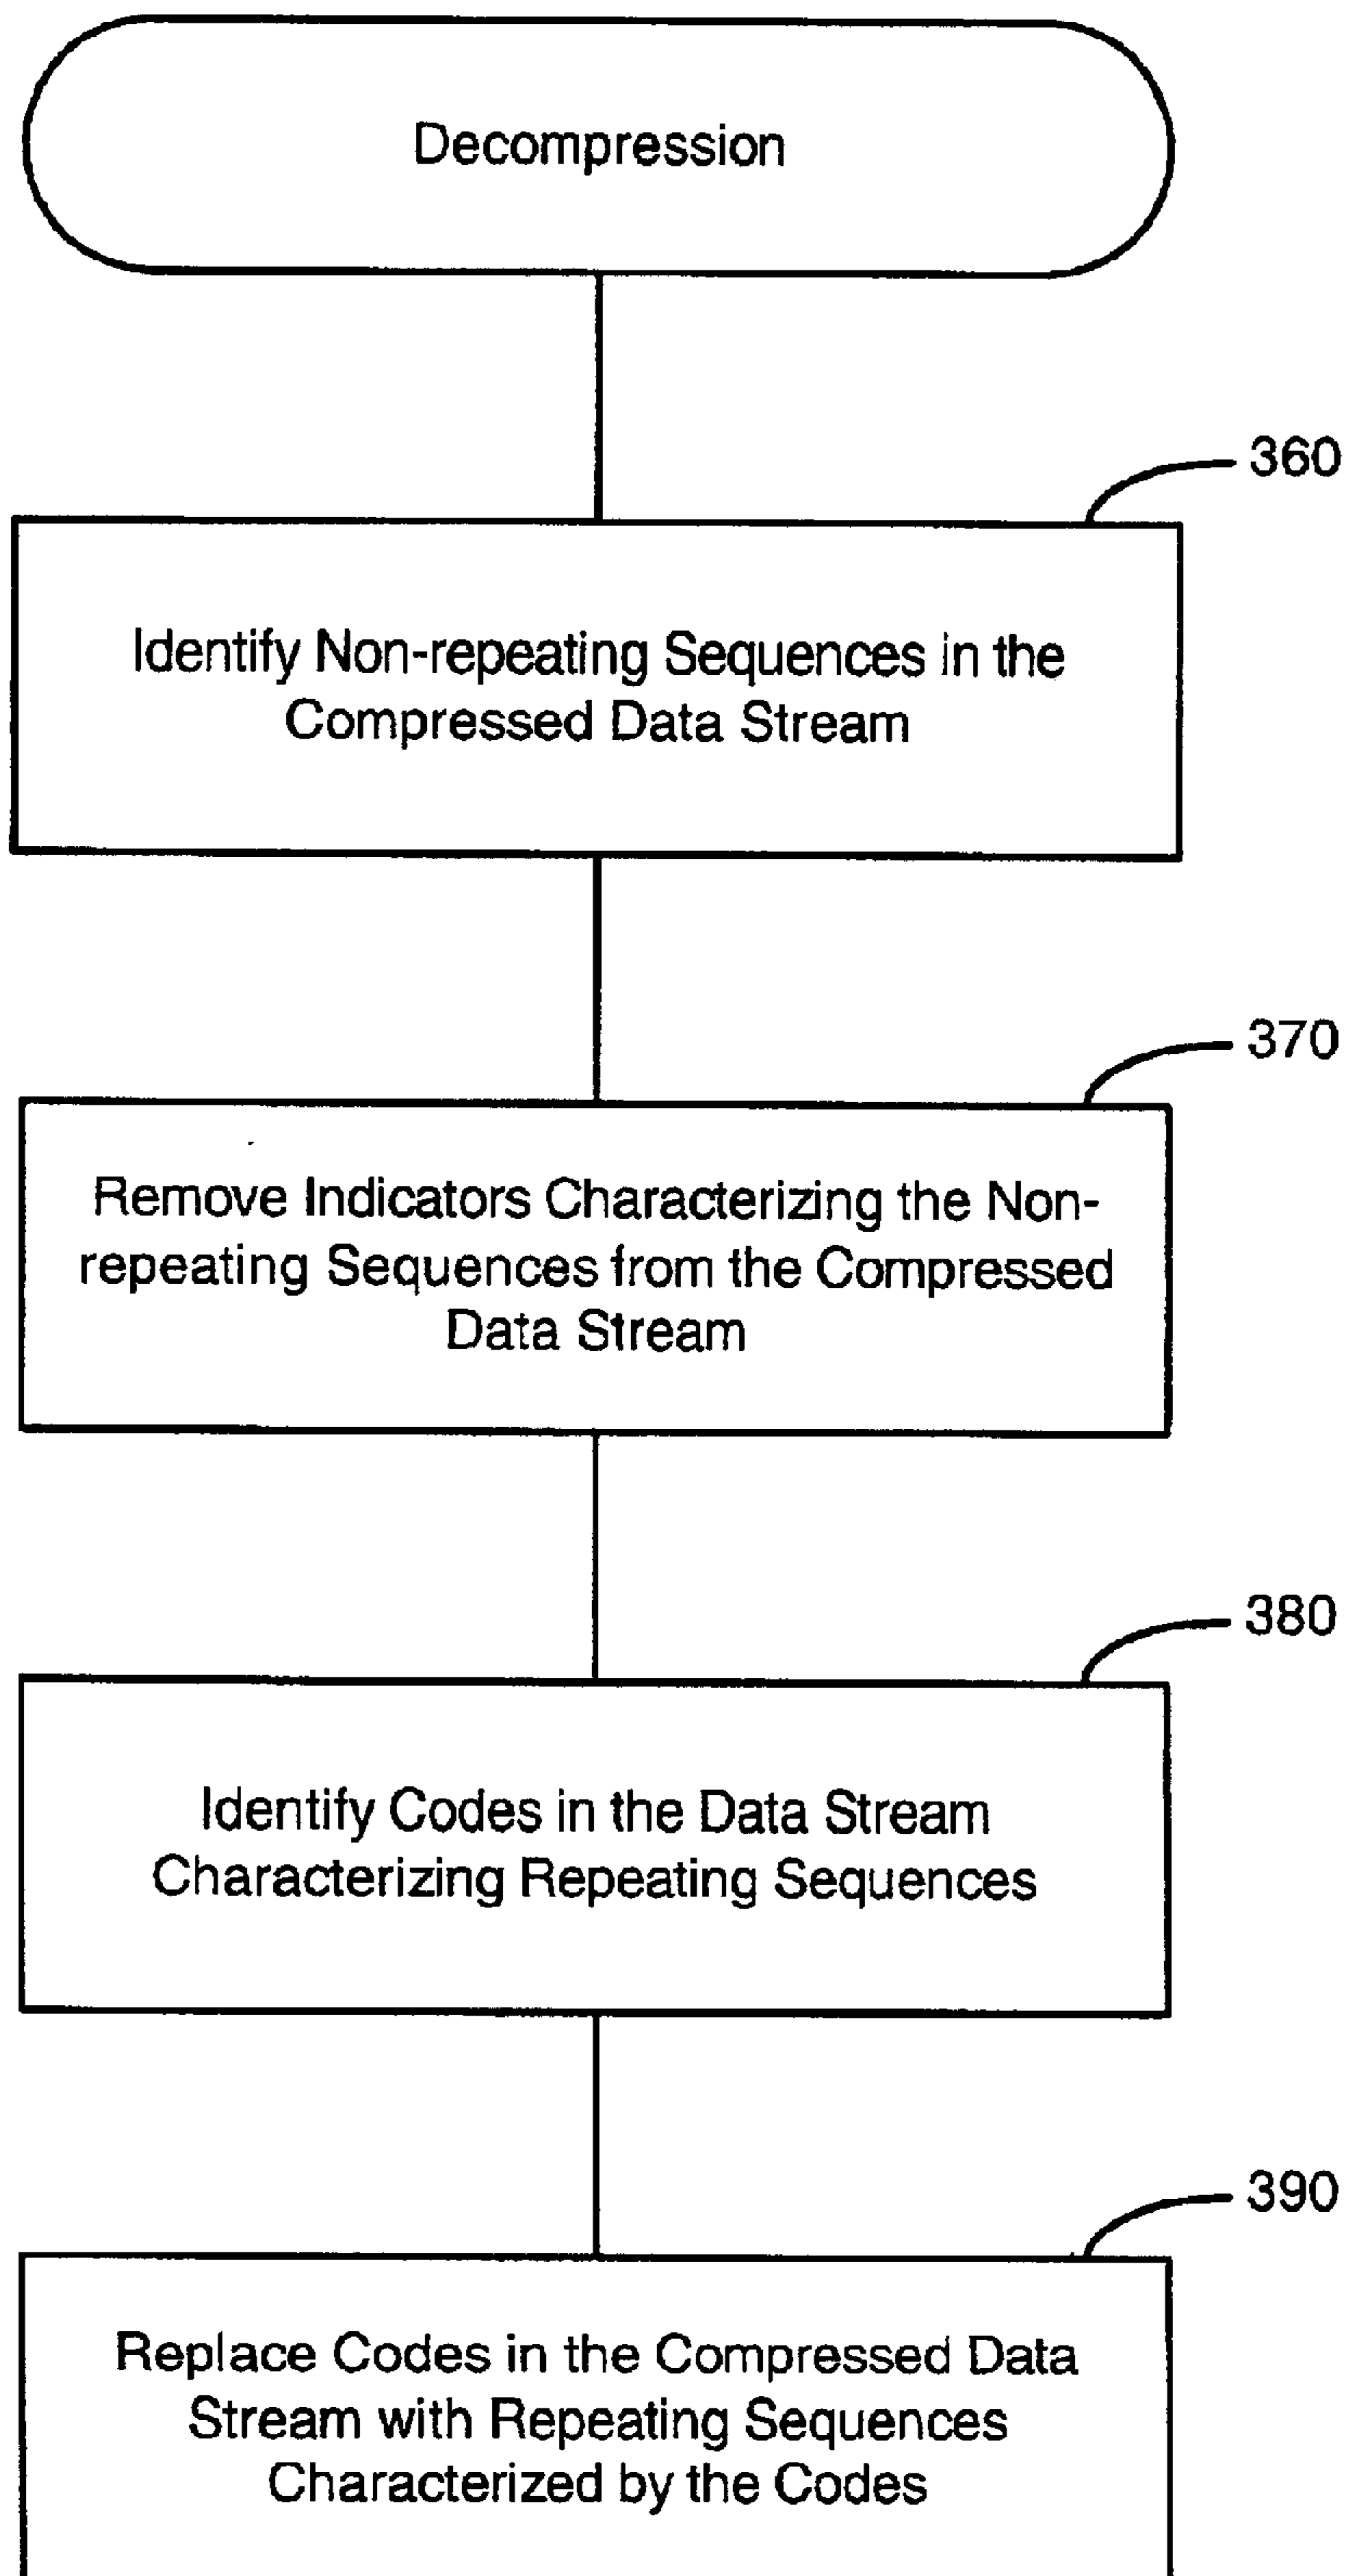 Decompression
360
Identify Non-repeating Sequences in the
Compressed Data Stream
370
Remove Indicators Characterizing the Non-
repeating Sequences from the Compressed
Data Stream
380
Identify Codes in the Data Stream
Characterizing Repeating Sequences
390
Replace Codes in the Compressed Data
Stream with Repeating Sequences
Characterized by the Codes